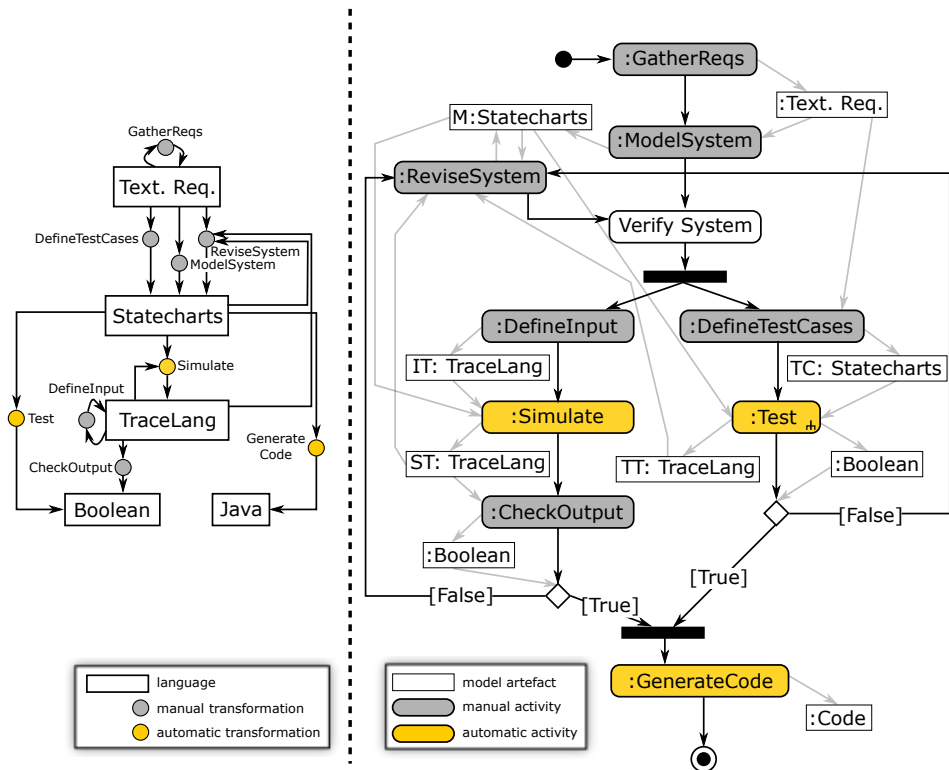 GatherReqs
Text. Req.
DefineTestCases
ReviseSystem
ModelSystem
Statecharts
Simulate
DefineInput
Test
TraceLang
Generate
Code
CheckOutput
Boolean
Java
language
manual transformation
automatic transformation
:GatherReqs
:Text. Req.
M:Statecharts
:ModelSystem
:ReviseSystem
Verify System
:DefineInput
:DefineTestCases
IT: TraceLang
TC: Statecharts
:Simulate
:Test
ST: TraceLang
TT: TraceLang
:Boolean
:CheckOutput
[False]
:Boolean
[True]
[False]
[True]
:GenerateCode
:Code
model artefact
manual activity
automatic activity